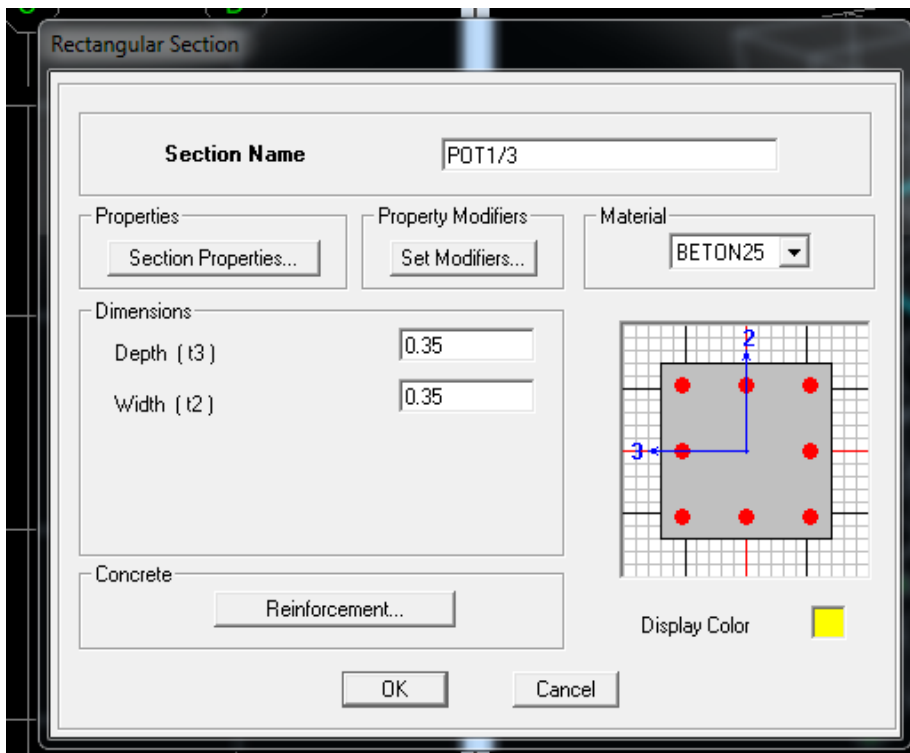 Rectangular Section
Section Name POT1/3
Properties Property Modifiers Material
Section Properties... Set Modifiers... BETON25
Dimensions
Depth ( t3 ) 0.35
Width ( t2 ) 0.35
2
3
Concrete
Reinforcement...
Display Color
OK Cancel